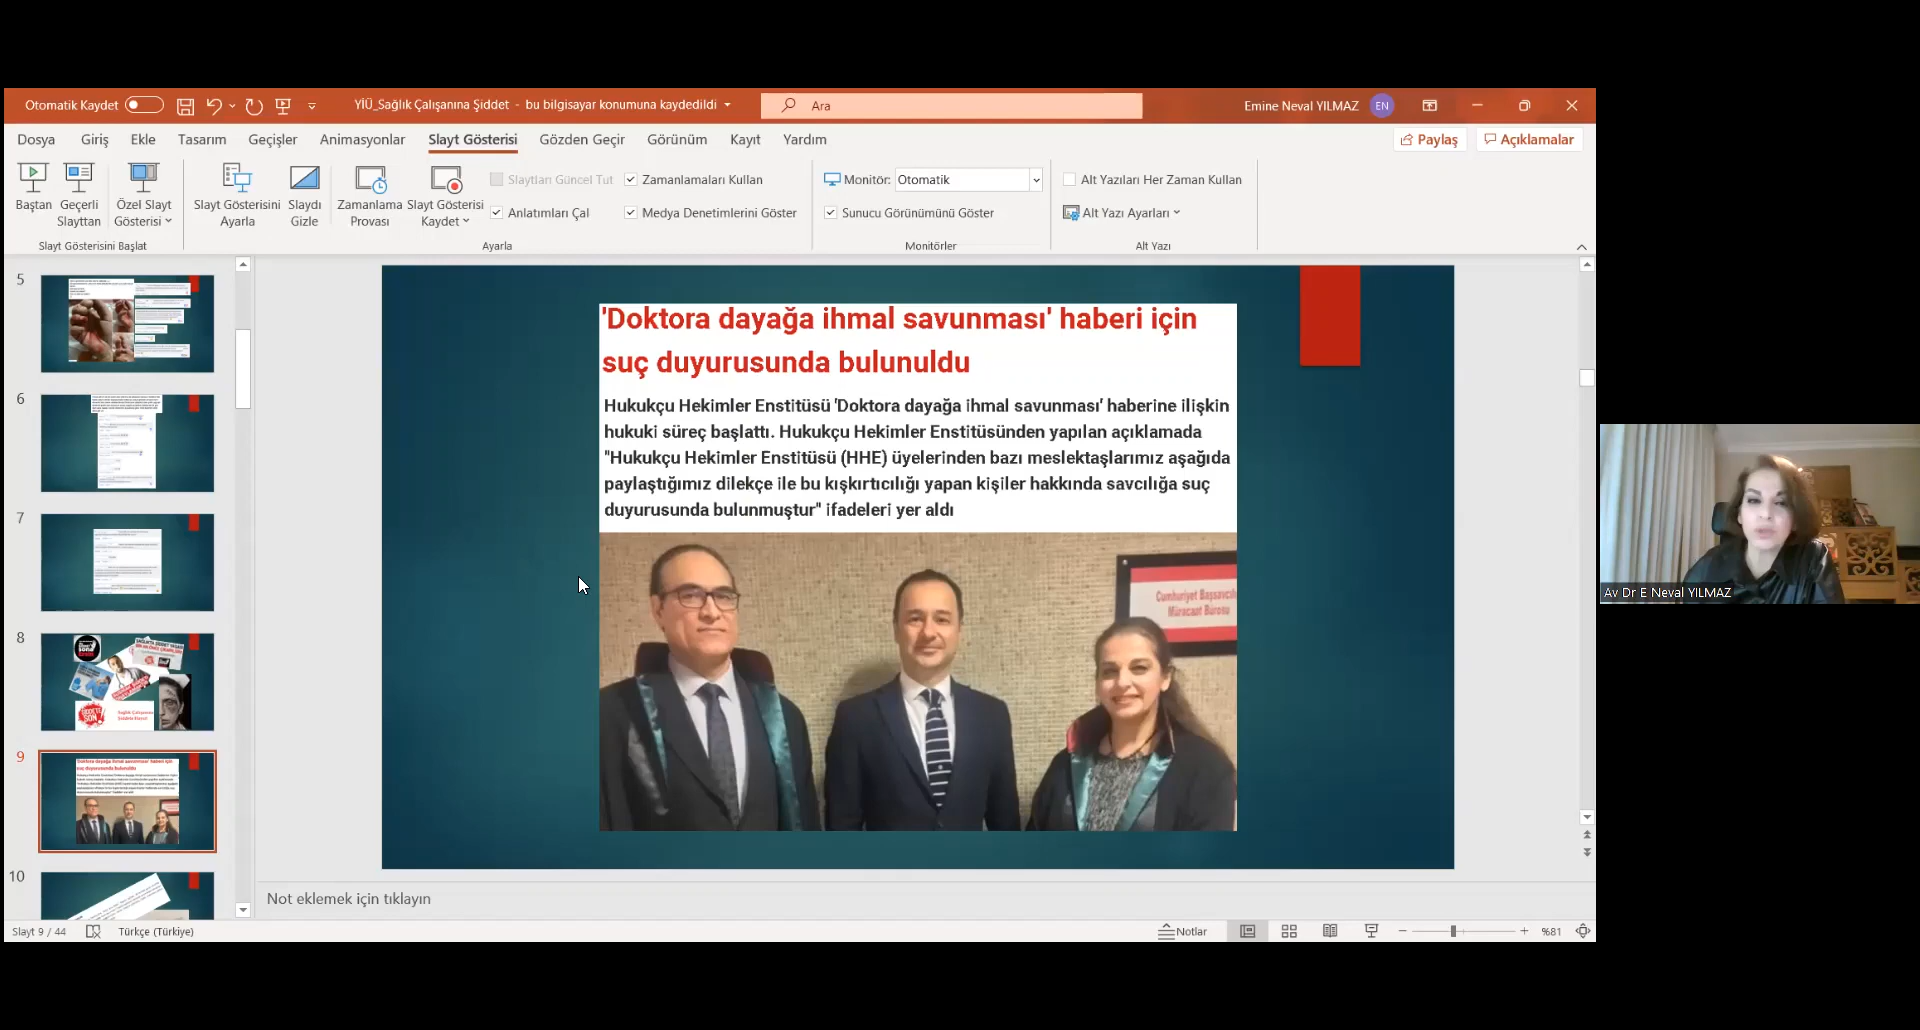 Otomatik Kaydet
YİÜ_Sağlık Çalışanına Şiddet - bu bilgisayar konumuna kaydedildi
Ara
Emine Neval YILMAZ
EN
Dosya Giriş Ekle Tasarım Geçişler Animasyonlar Slayt Gösterisi Gözden Geçir Görünüm Kayıt Yardım
Paylaş
Açıklamalar
Baştan
Geçerli Slayttan
Özel Slayt Gösterisi
Slayt Gösterisini Başlat
Slayt Gösterisini Ayarla
Slaydı Gizle
Zamanlama Provası
Slayt Gösterisi Kaydet
Slaytları Güncel Tut
Zamanlamaları Kullan
Anlatımları Çal
Medya Denetimlerini Göster
Ayarla
Monitör: Otomatik
Sunucu Görünümünü Göster
Monitörler
Alt Yazıları Her Zaman Kullan
Alt Yazı Ayarları
Alt Yazı
5
6
7
8
9
10
'Doktora dayağa ihmal savunması' haberi için
suç duyurusunda bulunuldu
Hukukçu Hekimler Enstitüsü 'Doktora dayağa ihmal savunması' haberine ilişkin
hukuki süreç başlattı. Hukukçu Hekimler Enstitüsünden yapılan açıklamada
"Hukukçu Hekimler Enstitüsü (HHE) üyelerinden bazı meslektaşlarımız aşağıda
paylaştığımız dilekçe ile bu kışkırtıcılığı yapan kişiler hakkında savcılığa suç
duyurusunda bulunmuştur" ifadeleri yer aldı
Cumhuriyet
Müracaat Bürosu
Av Dr E Neval YILMAZ
Not eklemek için tıklayın
Slayt 9 / 44
Türkçe (Türkiye)
Notlar
%81